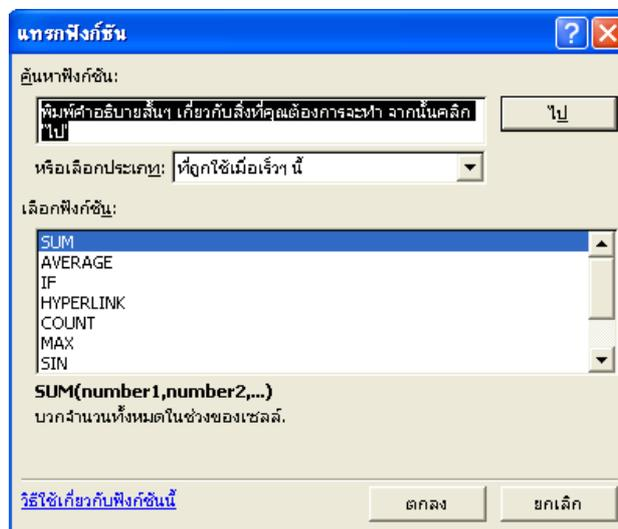 แทรกฟังก์ชัน
ค้นหาฟังก์ชัน:
พิมพ์คำอธิบายสั้นๆ เกี่ยวกับสิ่งที่คุณต้องการจะทำ จากนั้นคลิก
'ไป'
ไป
หรือเลือกประเภท: ที่ถูกใช้เมื่อเร็วๆ นี้
เลือกฟังก์ชัน:
SUM
AVERAGE
IF
HYPERLINK
COUNT
MAX
SIN
SUM(number1,number2,...)
บวกจำนวนทั้งหมดในช่วงของเซลล์.
วิธีใช้เกี่ยวกับฟังก์ชันนี้
ตกลง
ยกเลิก